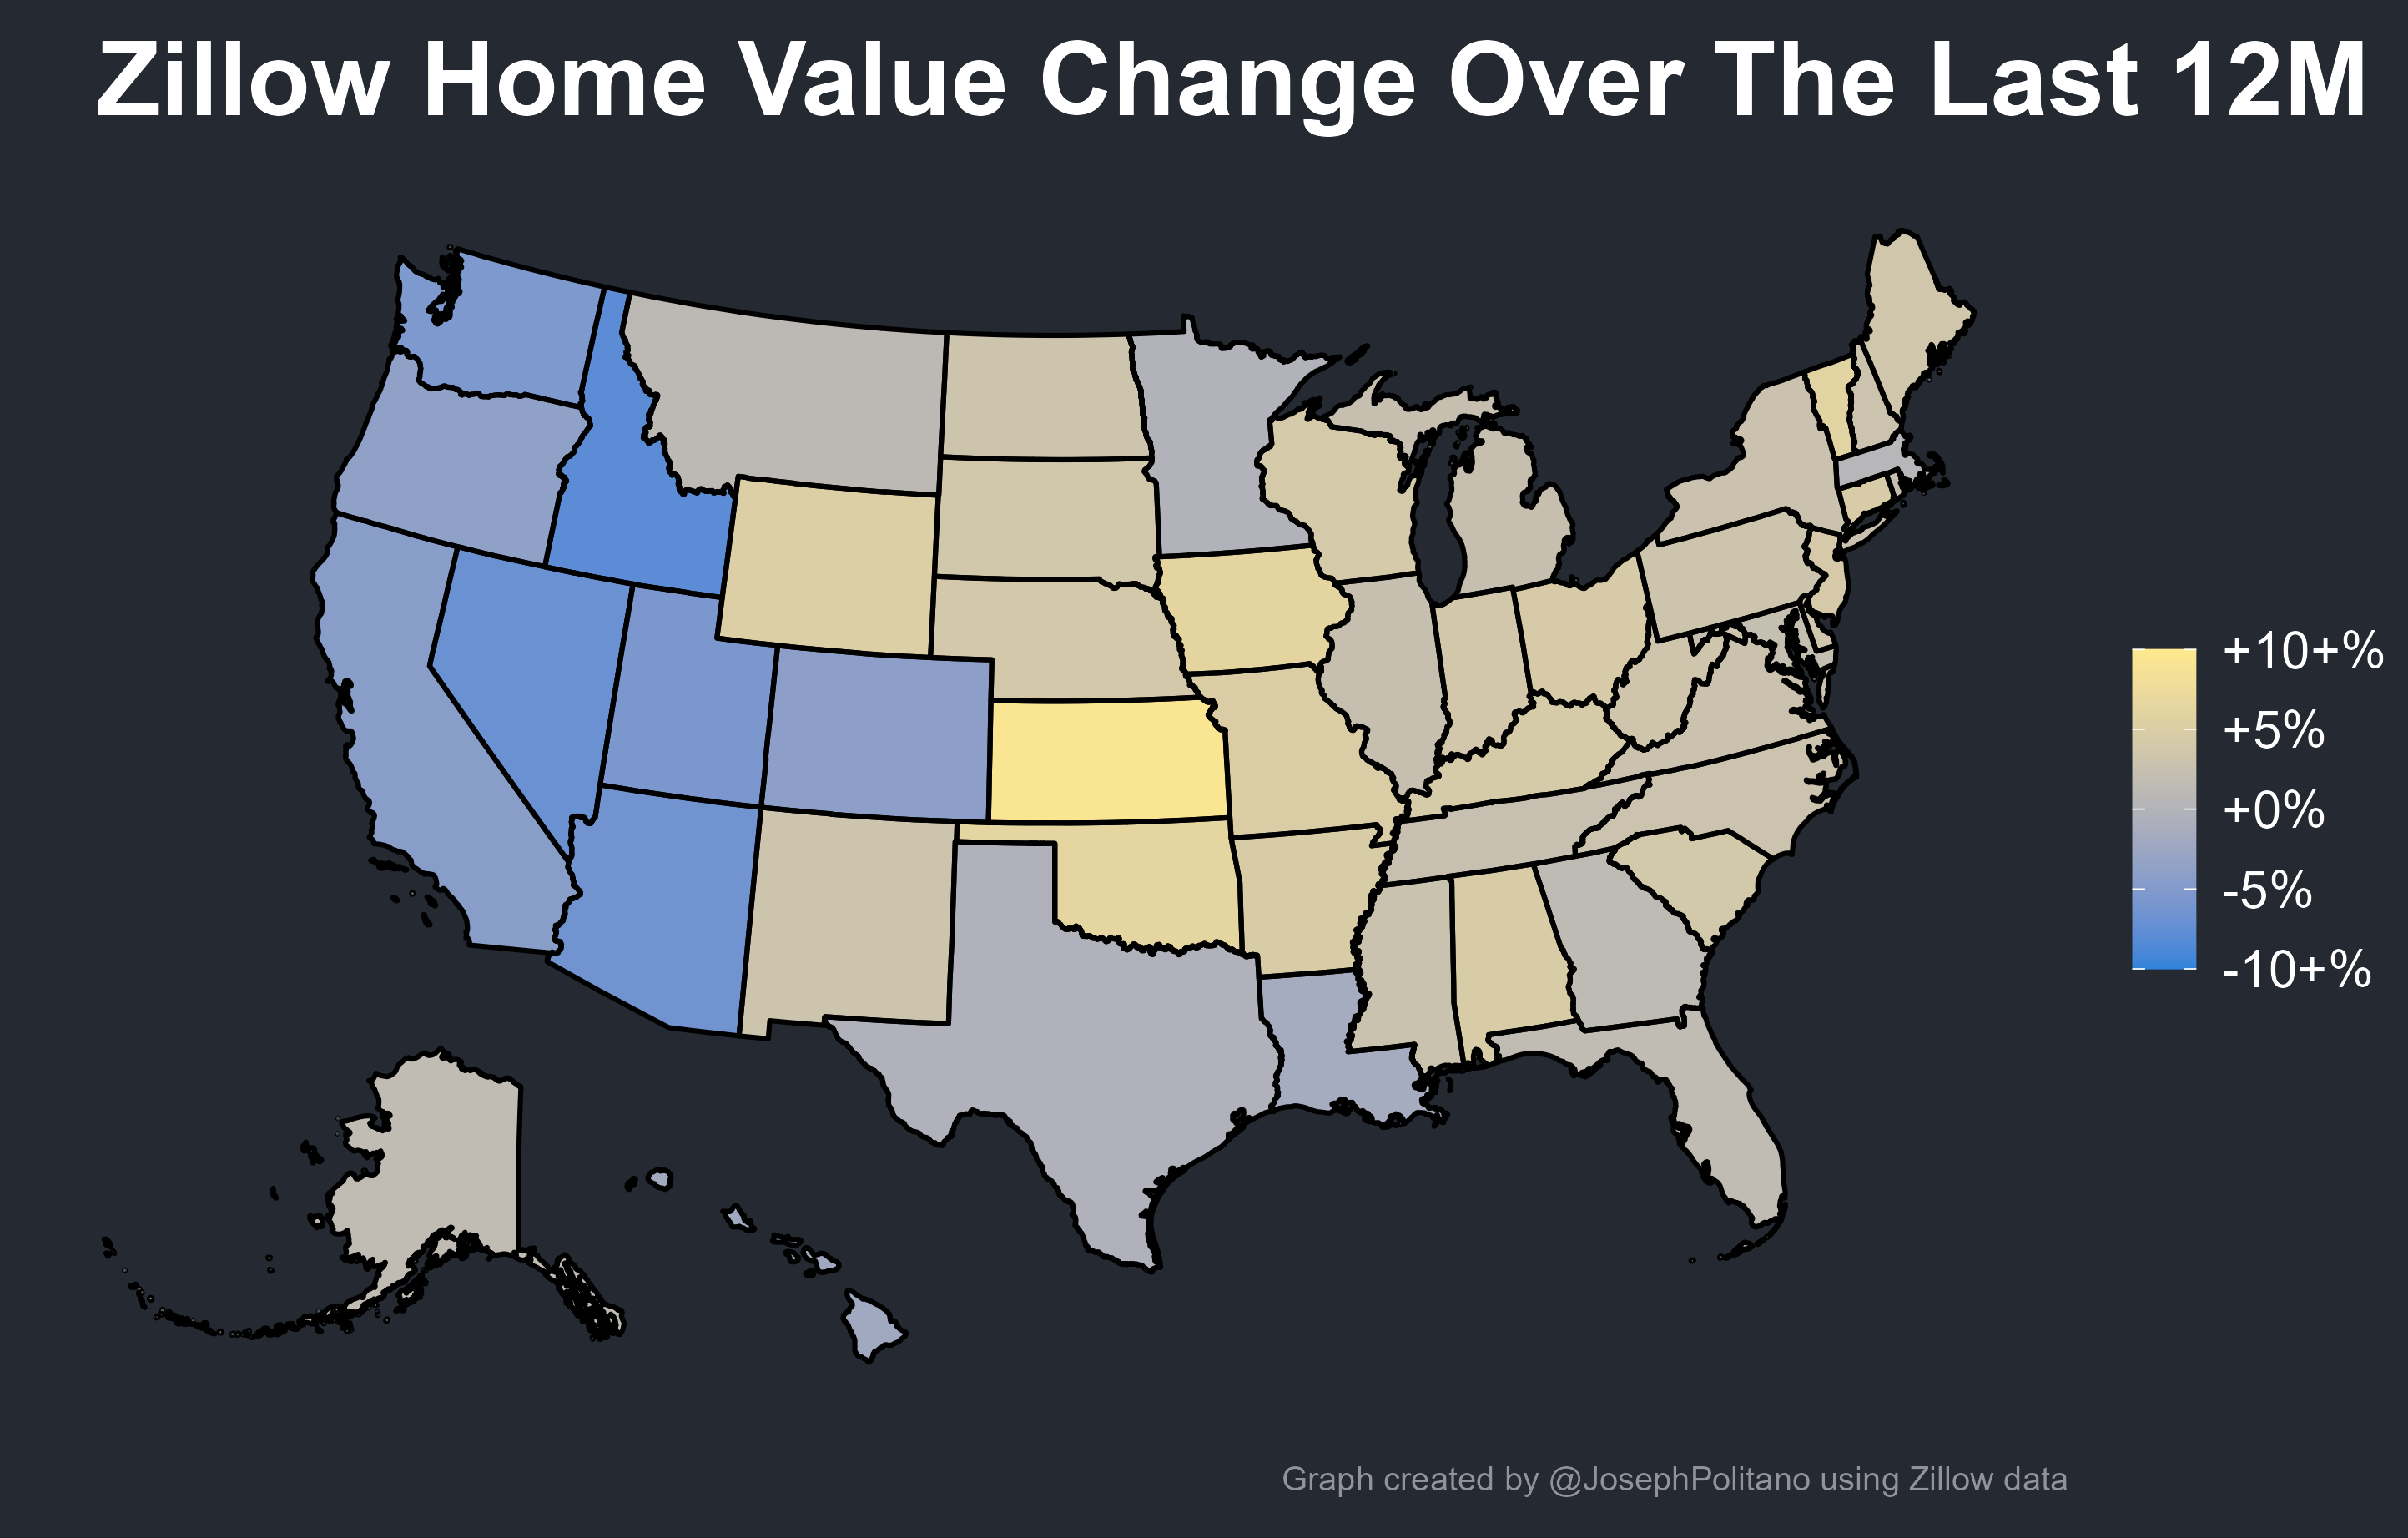 Zillow Home Value Change Over The Last 12M
+10+%
+5%
+0%
-5%
-10+%
Graph created by @JosephPolitano using Zillow data